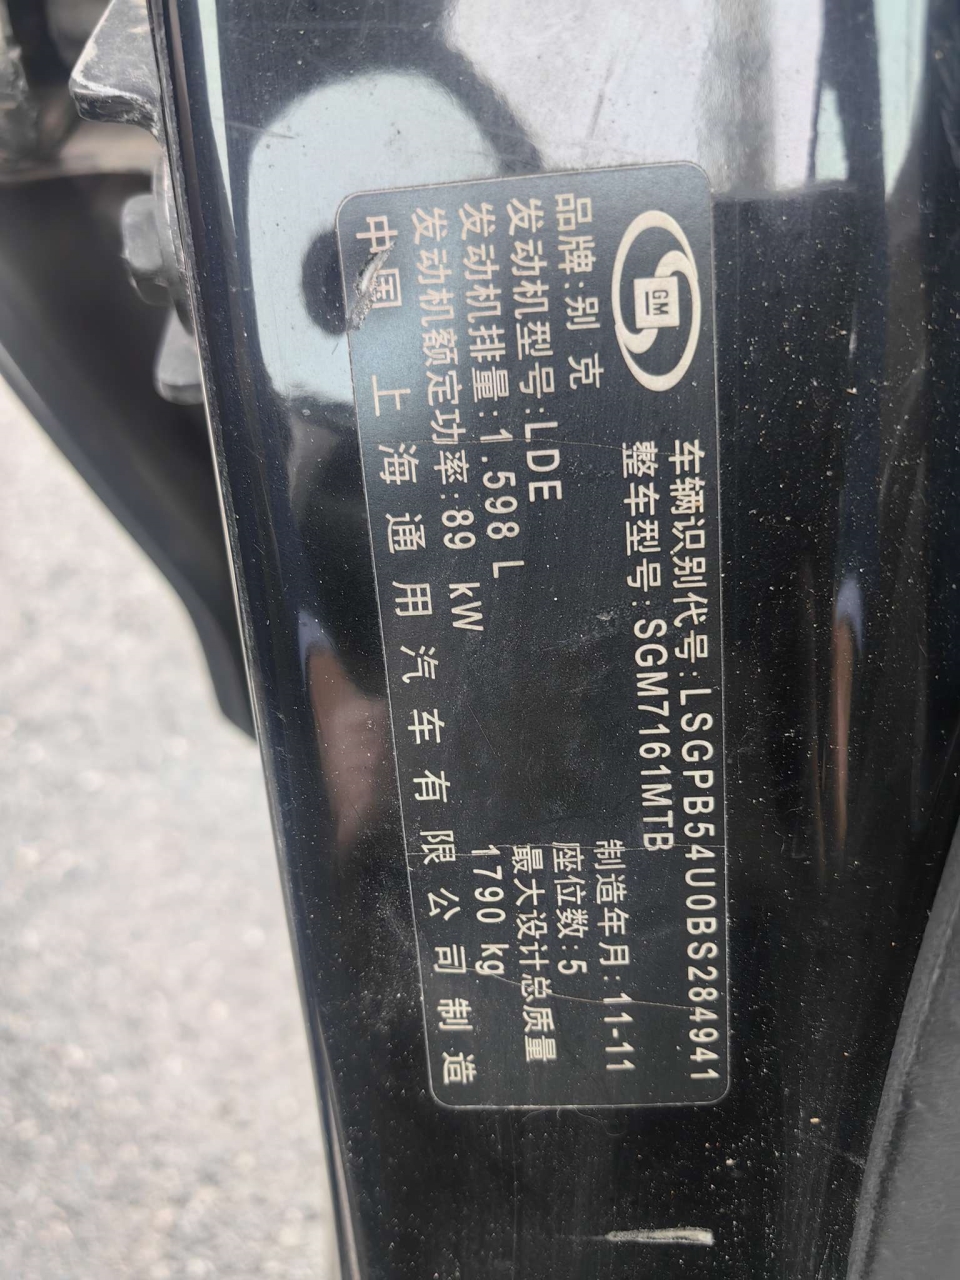 GM
车辆识别代号:LSGPB54U0BS284941
整车型号:SGM7161MTB
品牌:别克
制造年月:11-11
发动机型号:LDE
座位数:5
发动机排量:1.598 L
最大设计总质量
发动机额定功率:89 kW
1790 kg
中国 上海通用汽车有限公司制造